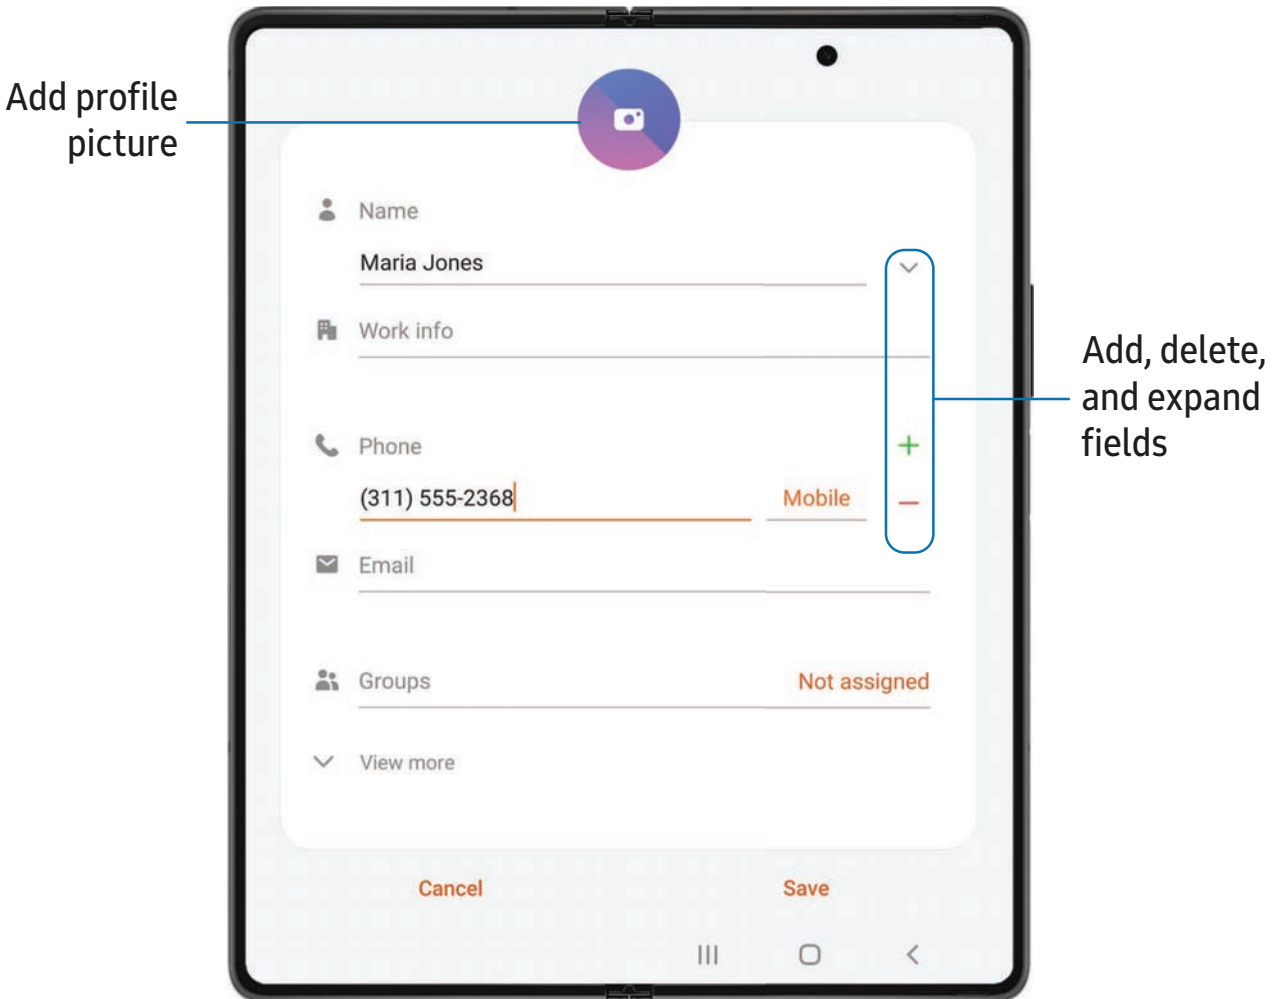 Add profile
picture
Name
Maria Jones
Work info
Add, delete,
and expand
fields
Phone
(311) 555-2368
Mobile
Email
Groups
Not assigned
View more
Cancel
Save